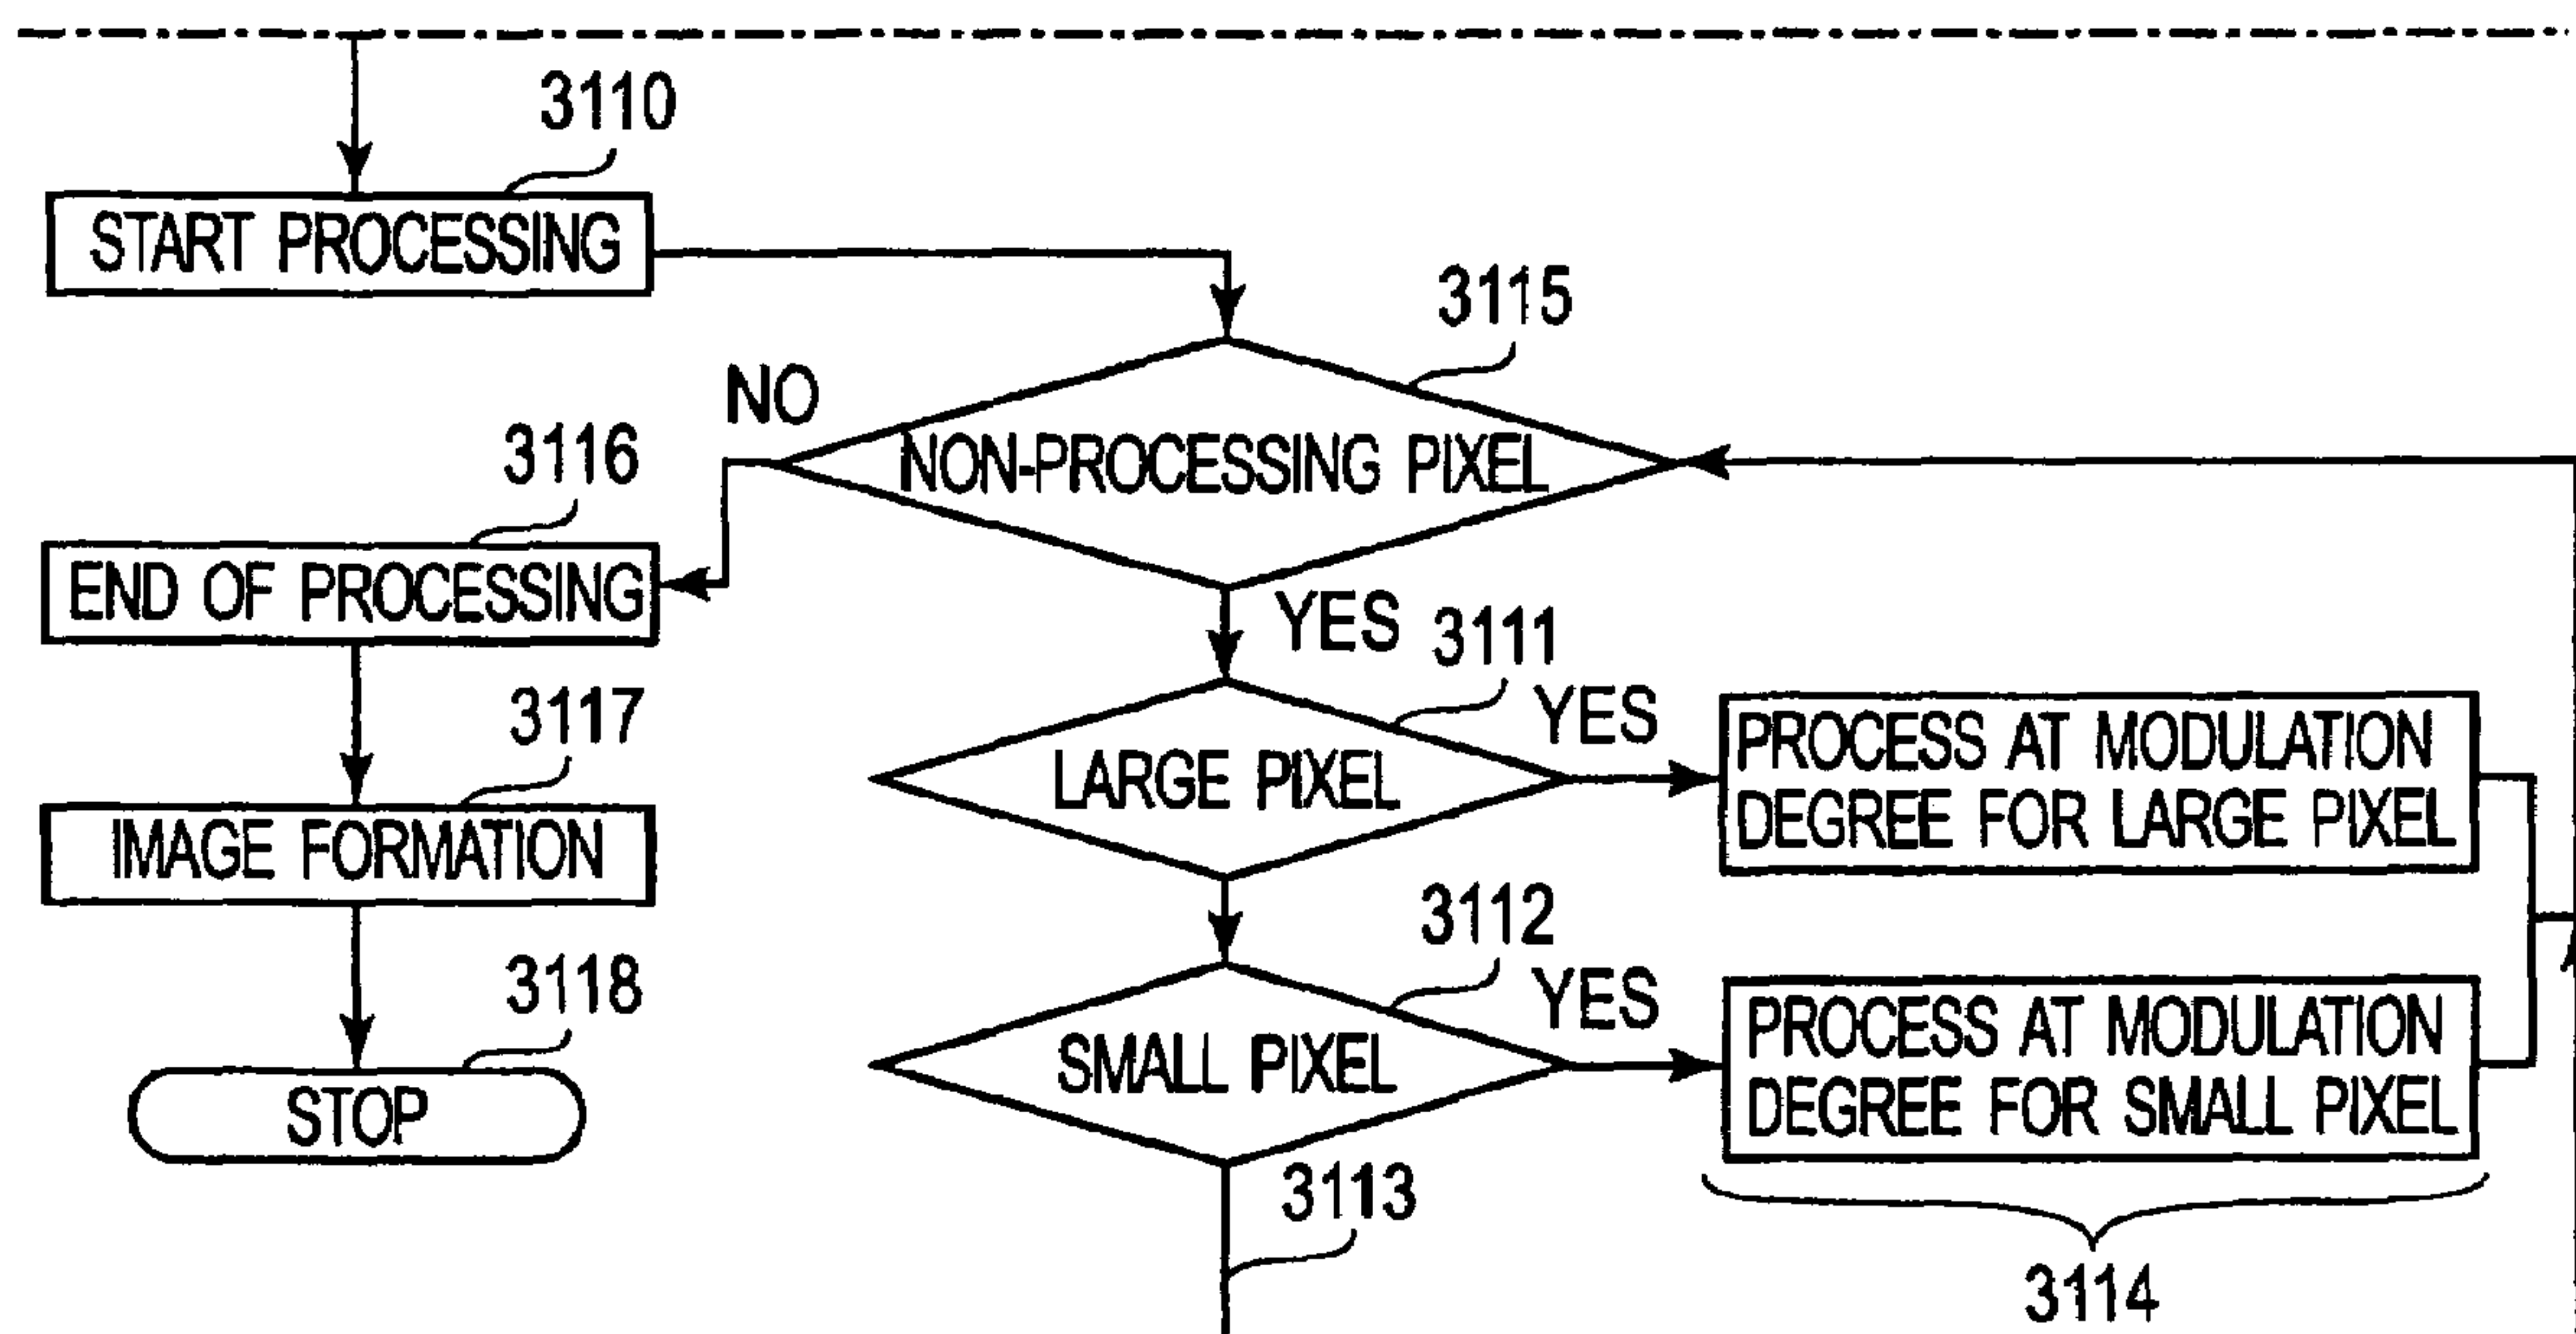 3110
START PROCESSING
3115
NO
NON-PROCESSING PIXEL
3116
END OF PROCESSING
YES
3111
3117
YES
LARGE PIXEL
PROCESS AT MODULATION
DEGREE FOR LARGE PIXEL
IMAGE FORMATION
3112
3118
YES
SMALL PIXEL
PROCESS AT MODULATION
DEGREE FOR SMALL PIXEL
STOP
3113
3114